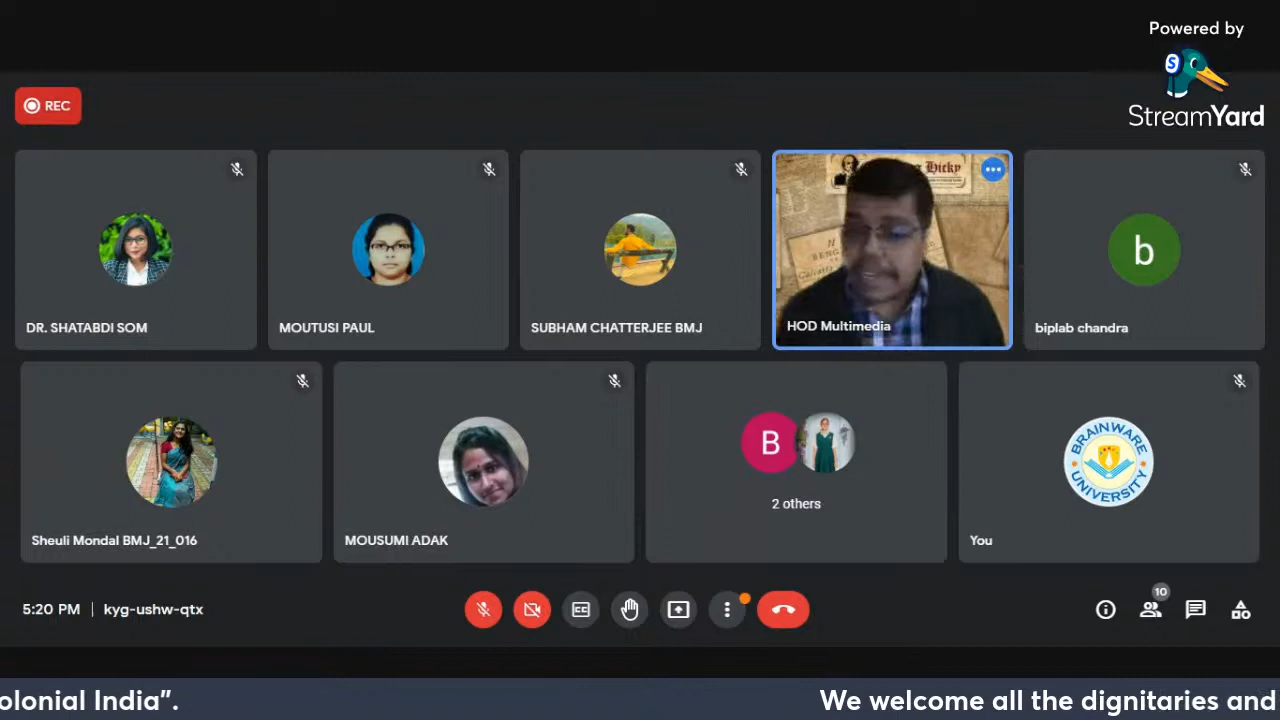 Powered by
S
StreamYard
REC
Hicky
DR. SHATABDI SOM
MOUTUSI PAUL
SUBHAM CHATTERJEE BMJ
HOD Multimedia
b
biplab chandra
B
BRAINWARE
UNIVERSITY
2 others
Sheuli Mondal BMJ_21_016
MOUSUMI ADAK
You
5:20 PM | kyg-ushw-qtx
CC
10
olonial India”. We welcome all the dignitaries and